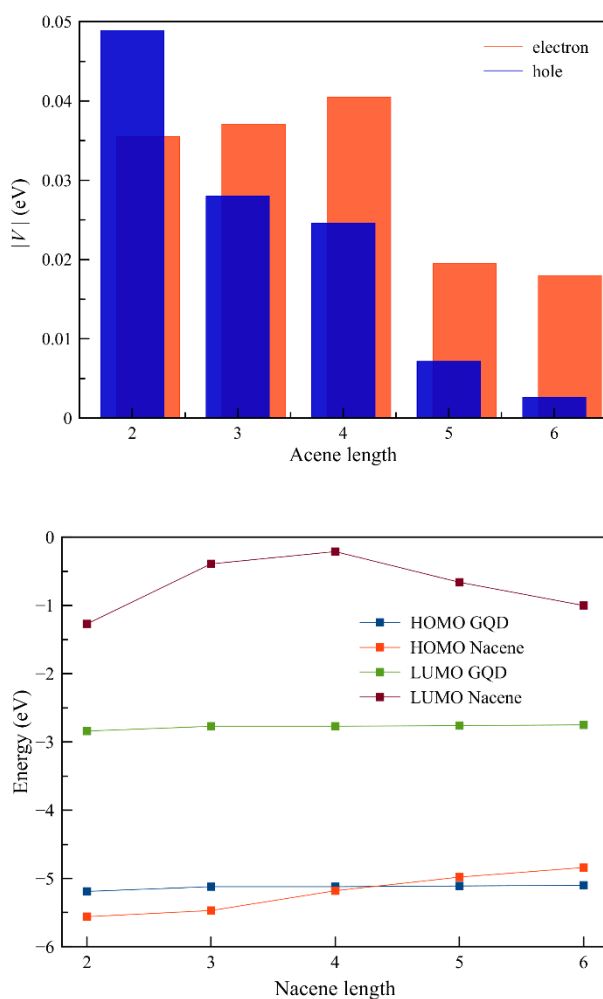 0.05
0.04
0.03
0.02
0.01
0
|V| (eV)
electron
hole
2 3 4 5 6
Acene length
0
−1
−2
−3
−4
−5
−6
Energy (eV)
HOMO GQD
HOMO Nacene
LUMO GQD
LUMO Nacene
2 3 4 5 6
Nacene length